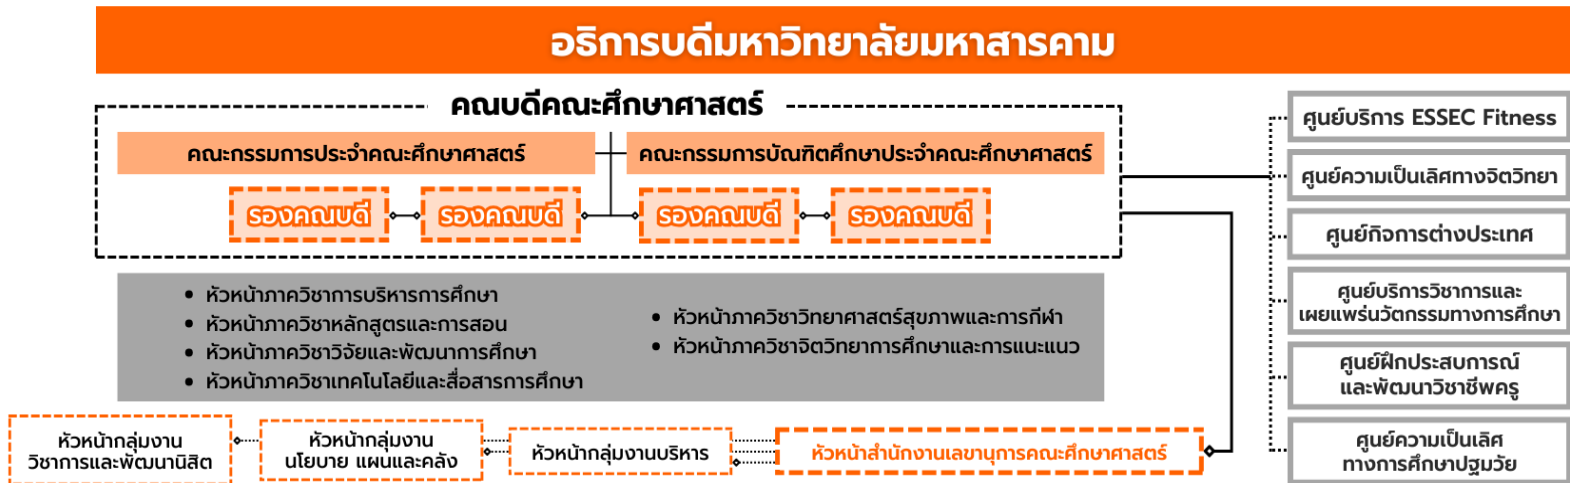 อธิการบดีมหาวิทยาลัยมหาสารคาม
คณบดีคณะศึกษาศาสตร์
คณะกรรมการประจำคณะศึกษาศาสตร์
คณะกรรมการบัณฑิตศึกษาประจำคณะศึกษาศาสตร์
รองคณบดี
รองคณบดี
รองคณบดี
รองคณบดี
• หัวหน้าภาควิชาการบริหารการศึกษา
• หัวหน้าภาควิชาหลักสูตรและการสอน
• หัวหน้าภาควิชาวิจัยและพัฒนาการศึกษา
• หัวหน้าภาควิชาเทคโนโลยีและสื่อสารการศึกษา
• หัวหน้าภาควิชาวิทยาศาสตร์สุขภาพและการกีฬา
• หัวหน้าภาควิชาจิตวิทยาการศึกษาและการแนะแนว
หัวหน้ากลุ่มงาน
วิชาการและพัฒนานิสิต
หัวหน้ากลุ่มงาน
นโยบาย แผนและคลัง
หัวหน้ากลุ่มงานบริหาร
หัวหน้าสำนักงานเลขานุการคณะศึกษาศาสตร์
ศูนย์บริการ ESSEC Fitness
ศูนย์ความเป็นเลิศทางจิตวิทยา
ศูนย์กิจการต่างประเทศ
ศูนย์บริการวิชาการและ
เผยแพร่นวัตกรรมทางการศึกษา
ศูนย์ฝึกประสบการณ์
และพัฒนาวิชาชีพครู
ศูนย์ความเป็นเลิศ
ทางการศึกษาปฐมวัย